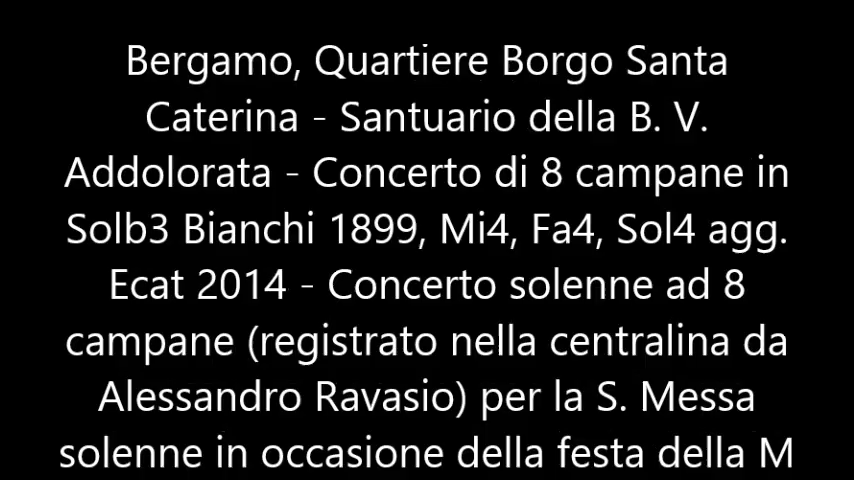 Bergamo, Quartiere Borgo Santa
Caterina - Santuario della B. V.
Addolorata - Concerto di 8 campane in
Solb3 Bianchi 1899, Mi4, Fa4, Sol4 agg.
Ecat 2014 - Concerto solenne ad 8
campane (registrato nella centralina da
Alessandro Ravasio) per la S. Messa
solenne in occasione della festa della M